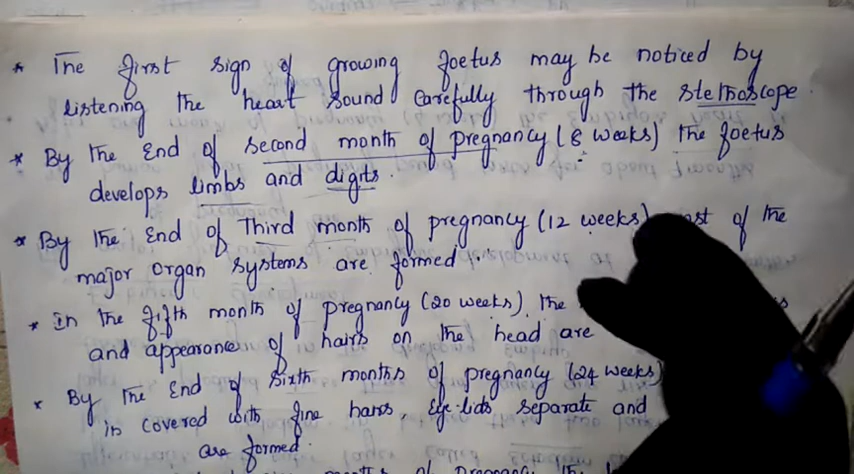 * The first sign of growing foetus may be noticed by
listening the heart sound carefully through the stethoscope
* By the End of second month of pregnancy (8 weeks) the foetus
develops limbs and digits.
* By the End of Third month of pregnancy (12 weeks) of the
major organ systems are formed.
* In the fifth month of pregnancy (20 weeks), the
and appearance of hairs on the head are
* By the End of Sixth months of pregnancy (24 weeks)
is covered with fine hairs, Eye-lids separate and
are formed.
of the